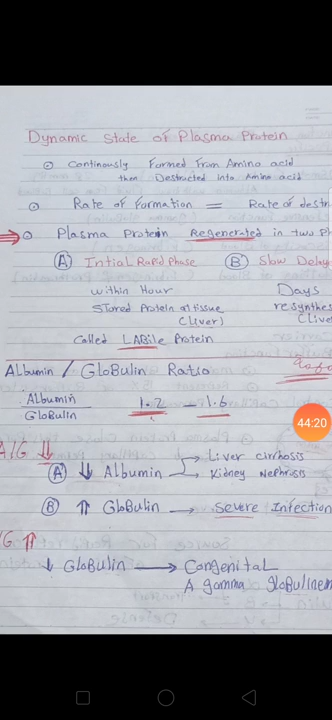 Dynamic State of Plasma Protein
⊙ Continously Formed From Amino acid
then Destracted Into Amino acid
⊙ Rate of Formation = Rate of destr
⊙ Plasma Protein Regenerated in two Ph
Ⓐ Intial Rapid Phase Ⓑ Slow Delay
within Hour Days
Stored Protein at tissue resynthes
(Liver) (Live
Called LABile Protein
Albumin / GloBulin Ratio
Albumin / GloBulin 1.2 – 1.6
44:20
A/G ↓↓
Ⓐ ↓ Albumin → Liver cirrhosis
→ Kidney Nephrosis
Ⓑ ↑ GloBulin → Severe Infection
/G ⇑
↓ GloBulin → Congenital
A gamma globulinem